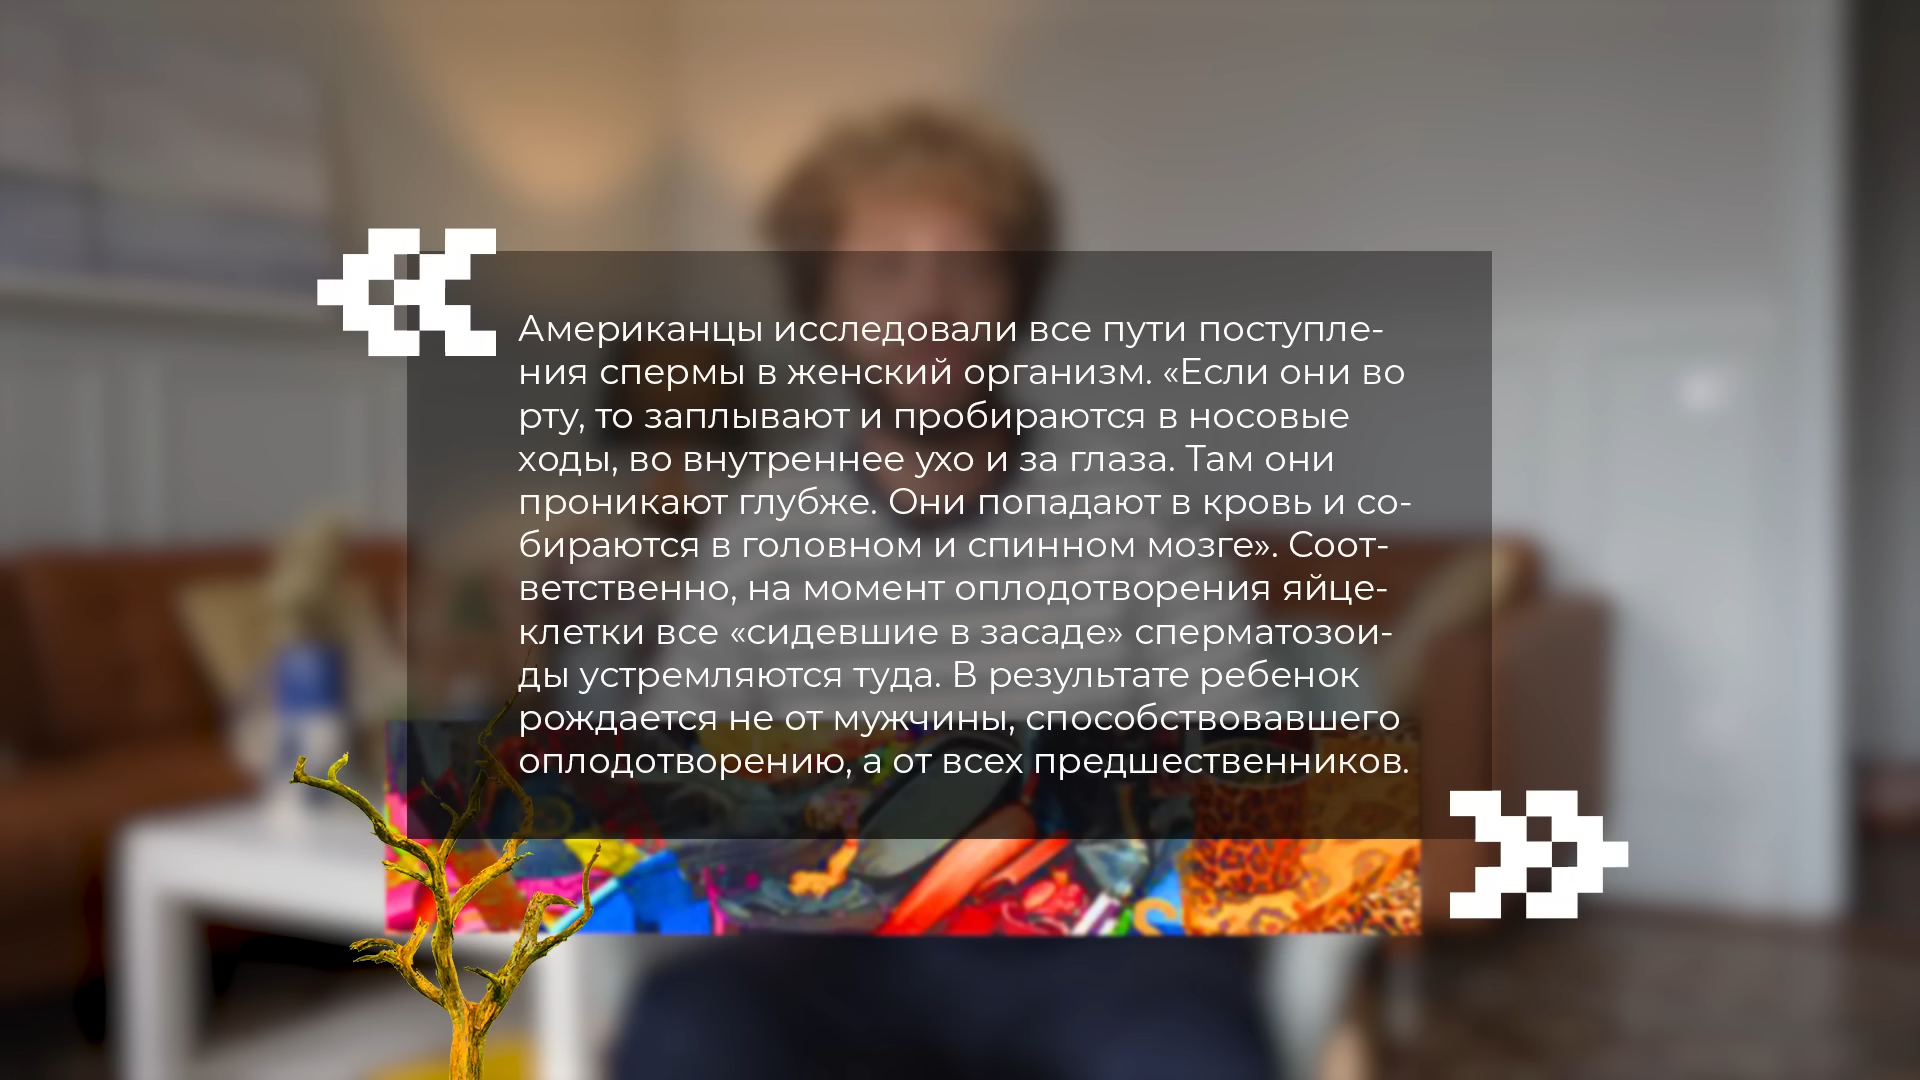 Американцы исследовали все пути поступле-
ния спермы в женский организм. «Если они во
рту, то заплывают и пробираются в носовые
ходы, во внутреннее ухо и за глаза. Там они
проникают глубже. Они попадают в кровь и со-
бираются в головном и спинном мозге». Соот-
ветственно, на момент оплодотворения яйце-
клетки все «сидевшие в засаде» сперматозои-
ды устремляются туда. В результате ребенок
рождается не от мужчины, способствовавшего
оплодотворению, а от всех предшественников.